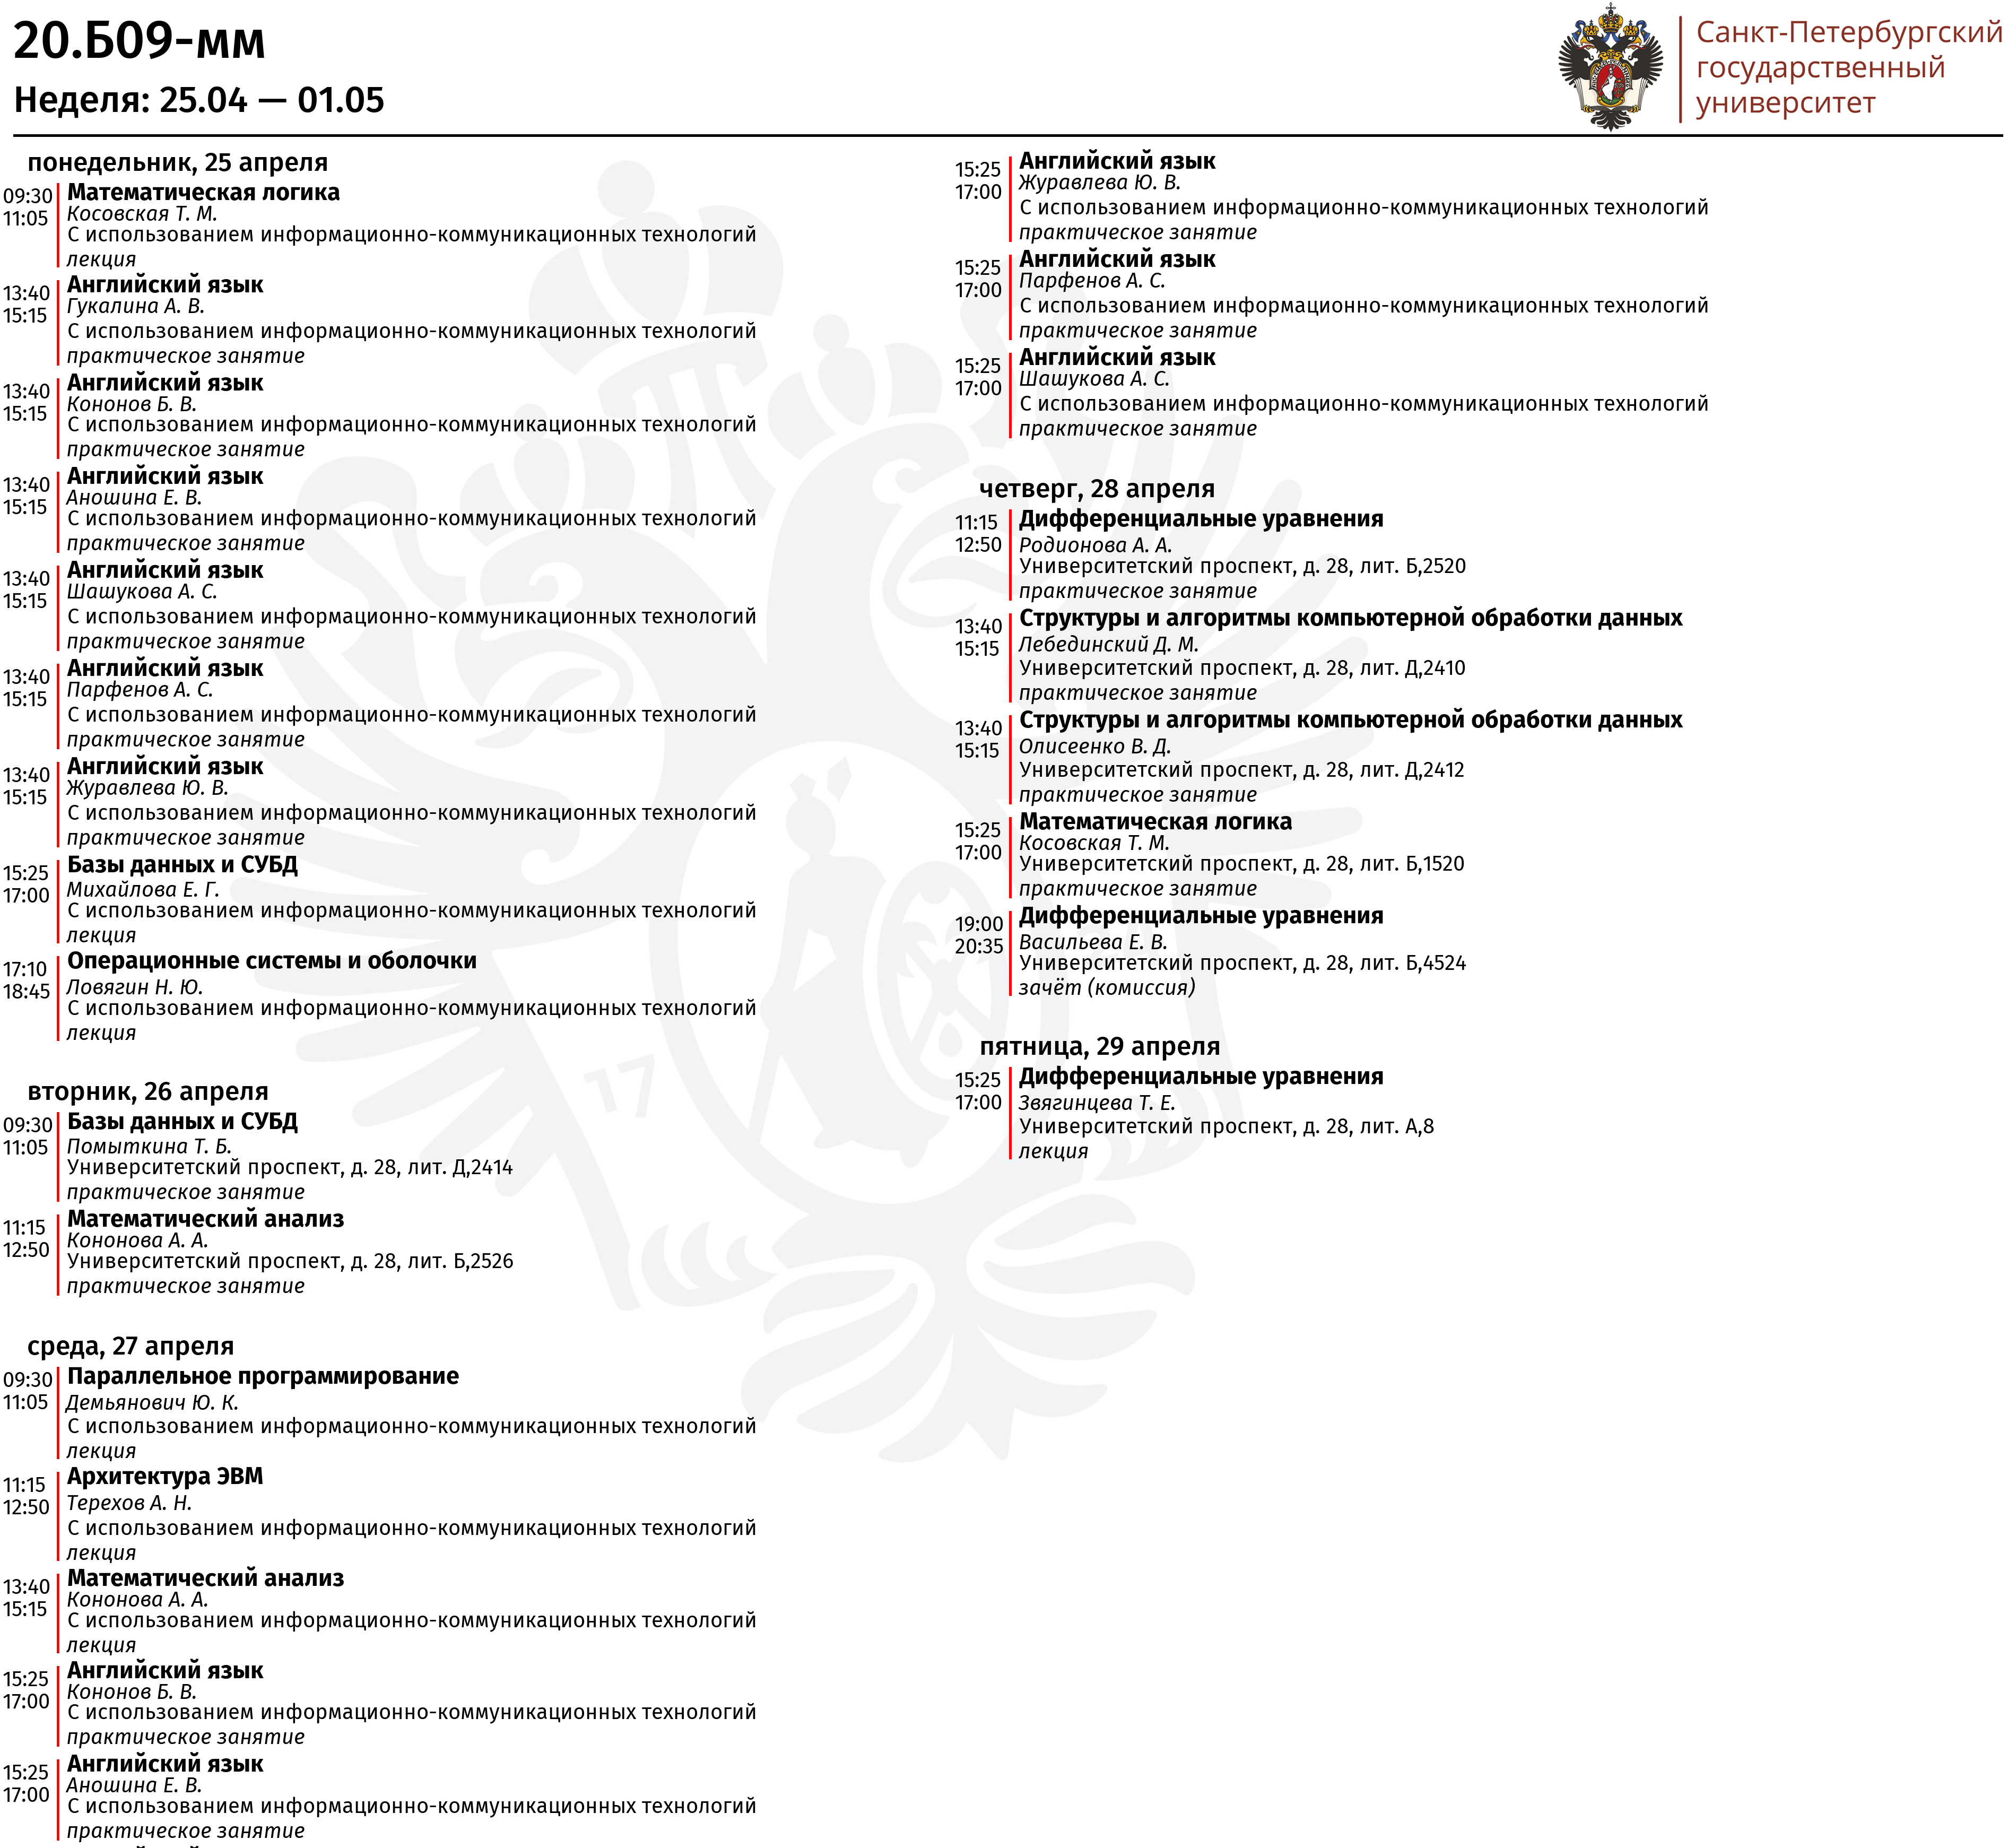 20.Б09-мм
Неделя: 25.04 — 01.05
Санкт-Петербургский
государственный
университет
понедельник, 25 апреля
09:30
11:05
Математическая логика
Косовская Т. М.
С использованием информационно-коммуникационных технологий
лекция
13:40
15:15
Английский язык
Гукалина А. В.
С использованием информационно-коммуникационных технологий
практическое занятие
13:40
15:15
Английский язык
Кононов Б. В.
С использованием информационно-коммуникационных технологий
практическое занятие
13:40
15:15
Английский язык
Аношина Е. В.
С использованием информационно-коммуникационных технологий
практическое занятие
13:40
15:15
Английский язык
Шашукова А. С.
С использованием информационно-коммуникационных технологий
практическое занятие
13:40
15:15
Английский язык
Парфенов А. С.
С использованием информационно-коммуникационных технологий
практическое занятие
13:40
15:15
Английский язык
Журавлева Ю. В.
С использованием информационно-коммуникационных технологий
практическое занятие
15:25
17:00
Базы данных и СУБД
Михайлова Е. Г.
С использованием информационно-коммуникационных технологий
лекция
17:10
18:45
Операционные системы и оболочки
Ловягин Н. Ю.
С использованием информационно-коммуникационных технологий
лекция
вторник, 26 апреля
09:30
11:05
Базы данных и СУБД
Помыткина Т. Б.
Университетский проспект, д. 28, лит. Д,2414
практическое занятие
11:15
12:50
Математический анализ
Кононова А. А.
Университетский проспект, д. 28, лит. Б,2526
практическое занятие
среда, 27 апреля
09:30
11:05
Параллельное программирование
Демьянович Ю. К.
С использованием информационно-коммуникационных технологий
лекция
11:15
12:50
Архитектура ЭВМ
Терехов А. Н.
С использованием информационно-коммуникационных технологий
лекция
13:40
15:15
Математический анализ
Кононова А. А.
С использованием информационно-коммуникационных технологий
лекция
15:25
17:00
Английский язык
Кононов Б. В.
С использованием информационно-коммуникационных технологий
практическое занятие
15:25
17:00
Английский язык
Аношина Е. В.
С использованием информационно-коммуникационных технологий
практическое занятие
15:25
17:00
Английский язык
Журавлева Ю. В.
С использованием информационно-коммуникационных технологий
практическое занятие
15:25
17:00
Английский язык
Парфенов А. С.
С использованием информационно-коммуникационных технологий
практическое занятие
15:25
17:00
Английский язык
Шашукова А. С.
С использованием информационно-коммуникационных технологий
практическое занятие
четверг, 28 апреля
11:15
12:50
Дифференциальные уравнения
Родионова А. А.
Университетский проспект, д. 28, лит. Б,2520
практическое занятие
13:40
15:15
Структуры и алгоритмы компьютерной обработки данных
Лебединский Д. М.
Университетский проспект, д. 28, лит. Д,2410
практическое занятие
13:40
15:15
Структуры и алгоритмы компьютерной обработки данных
Олисеенко В. Д.
Университетский проспект, д. 28, лит. Д,2412
практическое занятие
15:25
17:00
Математическая логика
Косовская Т. М.
Университетский проспект, д. 28, лит. Б,1520
практическое занятие
19:00
20:35
Дифференциальные уравнения
Васильева Е. В.
Университетский проспект, д. 28, лит. Б,4524
зачёт (комиссия)
пятница, 29 апреля
15:25
17:00
Дифференциальные уравнения
Звягинцева Т. Е.
Университетский проспект, д. 28, лит. А,8
лекция
17